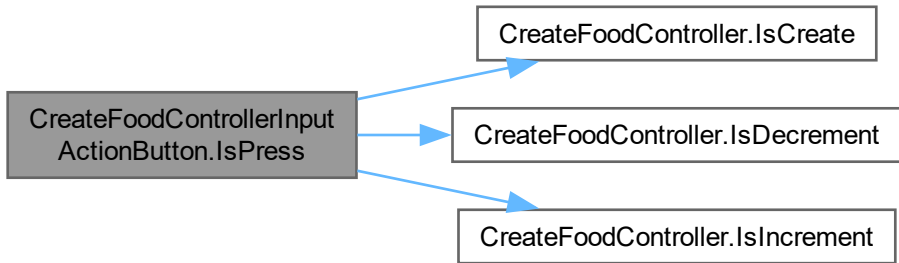 CreateFoodControllerInput
ActionButton.IsPress
CreateFoodController.IsCreate
CreateFoodController.IsDecrement
CreateFoodController.IsIncrement